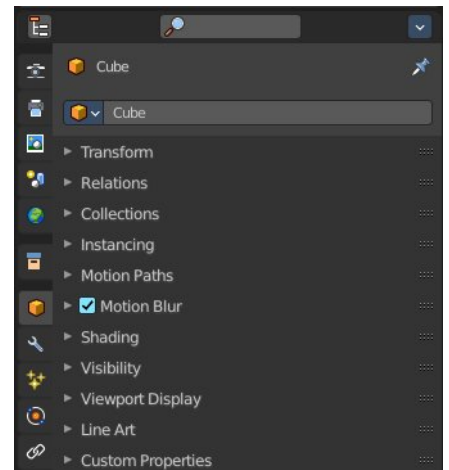 Cube
Cube
Transform
Relations
Collections
Instancing
Motion Paths
Motion Blur
Shading
Visibility
Viewport Display
Line Art
Custom Properties